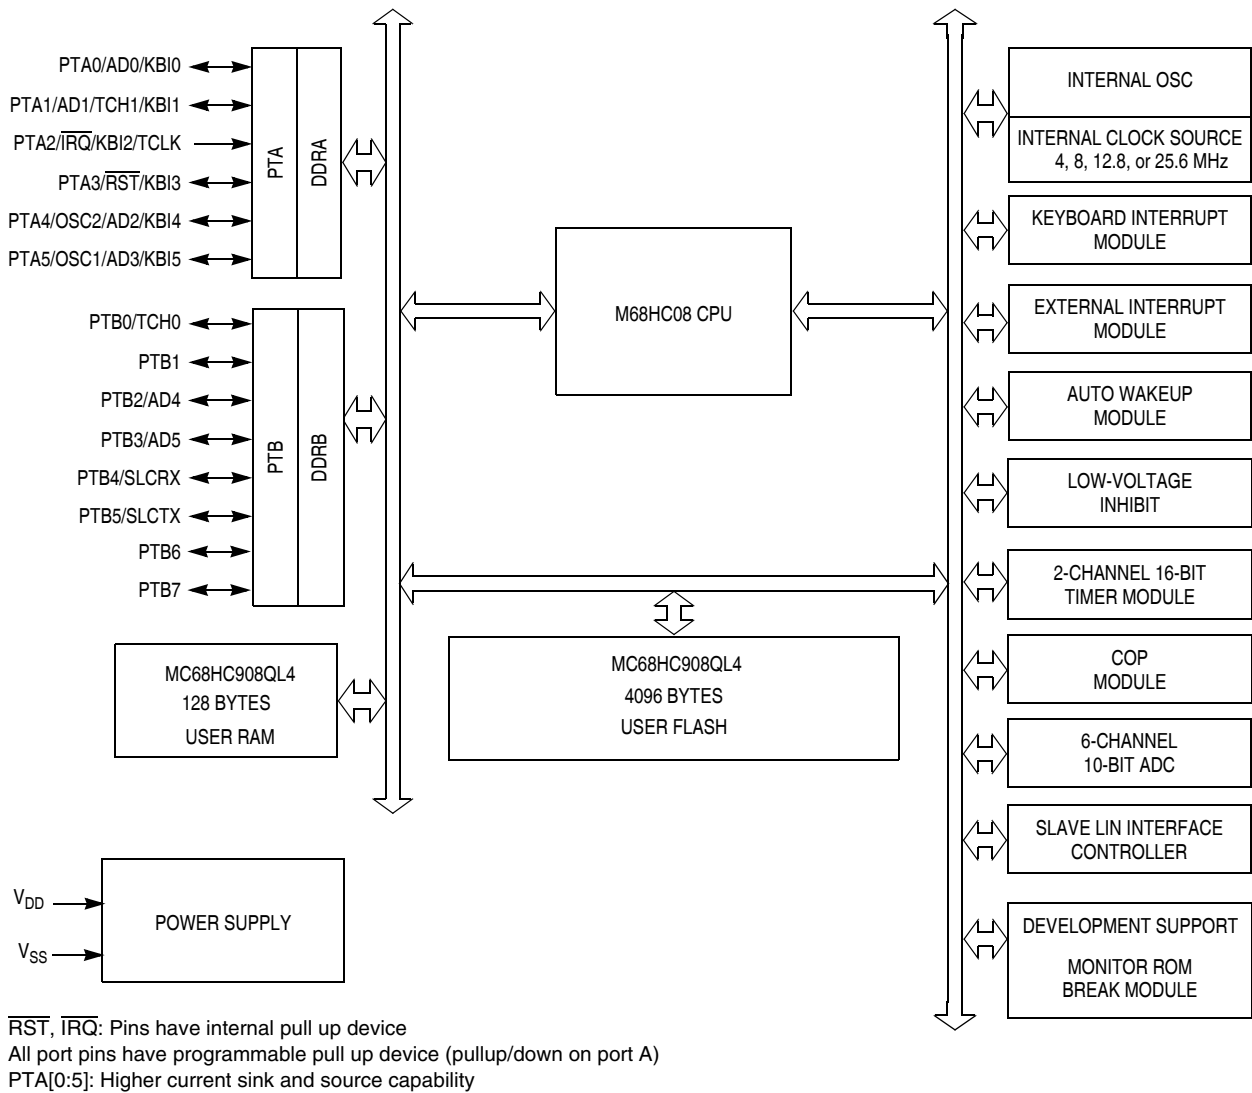 PTA0/AD0/KBI0
PTA1/AD1/TCH1/KBI1
PTA2/IRQ/KBI2/TCLK
PTA3/RST/KBI3
PTA4/OSC2/AD2/KBI4
PTA5/OSC1/AD3/KBI5
PTA
DDRA
PTB0/TCH0
PTB1
PTB2/AD4
PTB3/AD5
PTB4/SLCRX
PTB5/SLCTX
PTB6
PTB7
PTB
DDRB
MC68HC908QL4
128 BYTES
USER RAM
M68HC08 CPU
MC68HC908QL4
4096 BYTES
USER FLASH
INTERNAL OSC
INTERNAL CLOCK SOURCE
4, 8, 12.8, or 25.6 MHz
KEYBOARD INTERRUPT
MODULE
EXTERNAL INTERRUPT
MODULE
AUTO WAKEUP
MODULE
LOW-VOLTAGE
INHIBIT
2-CHANNEL 16-BIT
TIMER MODULE
COP
MODULE
6-CHANNEL
10-BIT ADC
SLAVE LIN INTERFACE
CONTROLLER
DEVELOPMENT SUPPORT
MONITOR ROM
BREAK MODULE
VDD
VSS
POWER SUPPLY
RST, IRQ: Pins have internal pull up device
All port pins have programmable pull up device (pullup/down on port A)
PTA[0:5]: Higher current sink and source capability